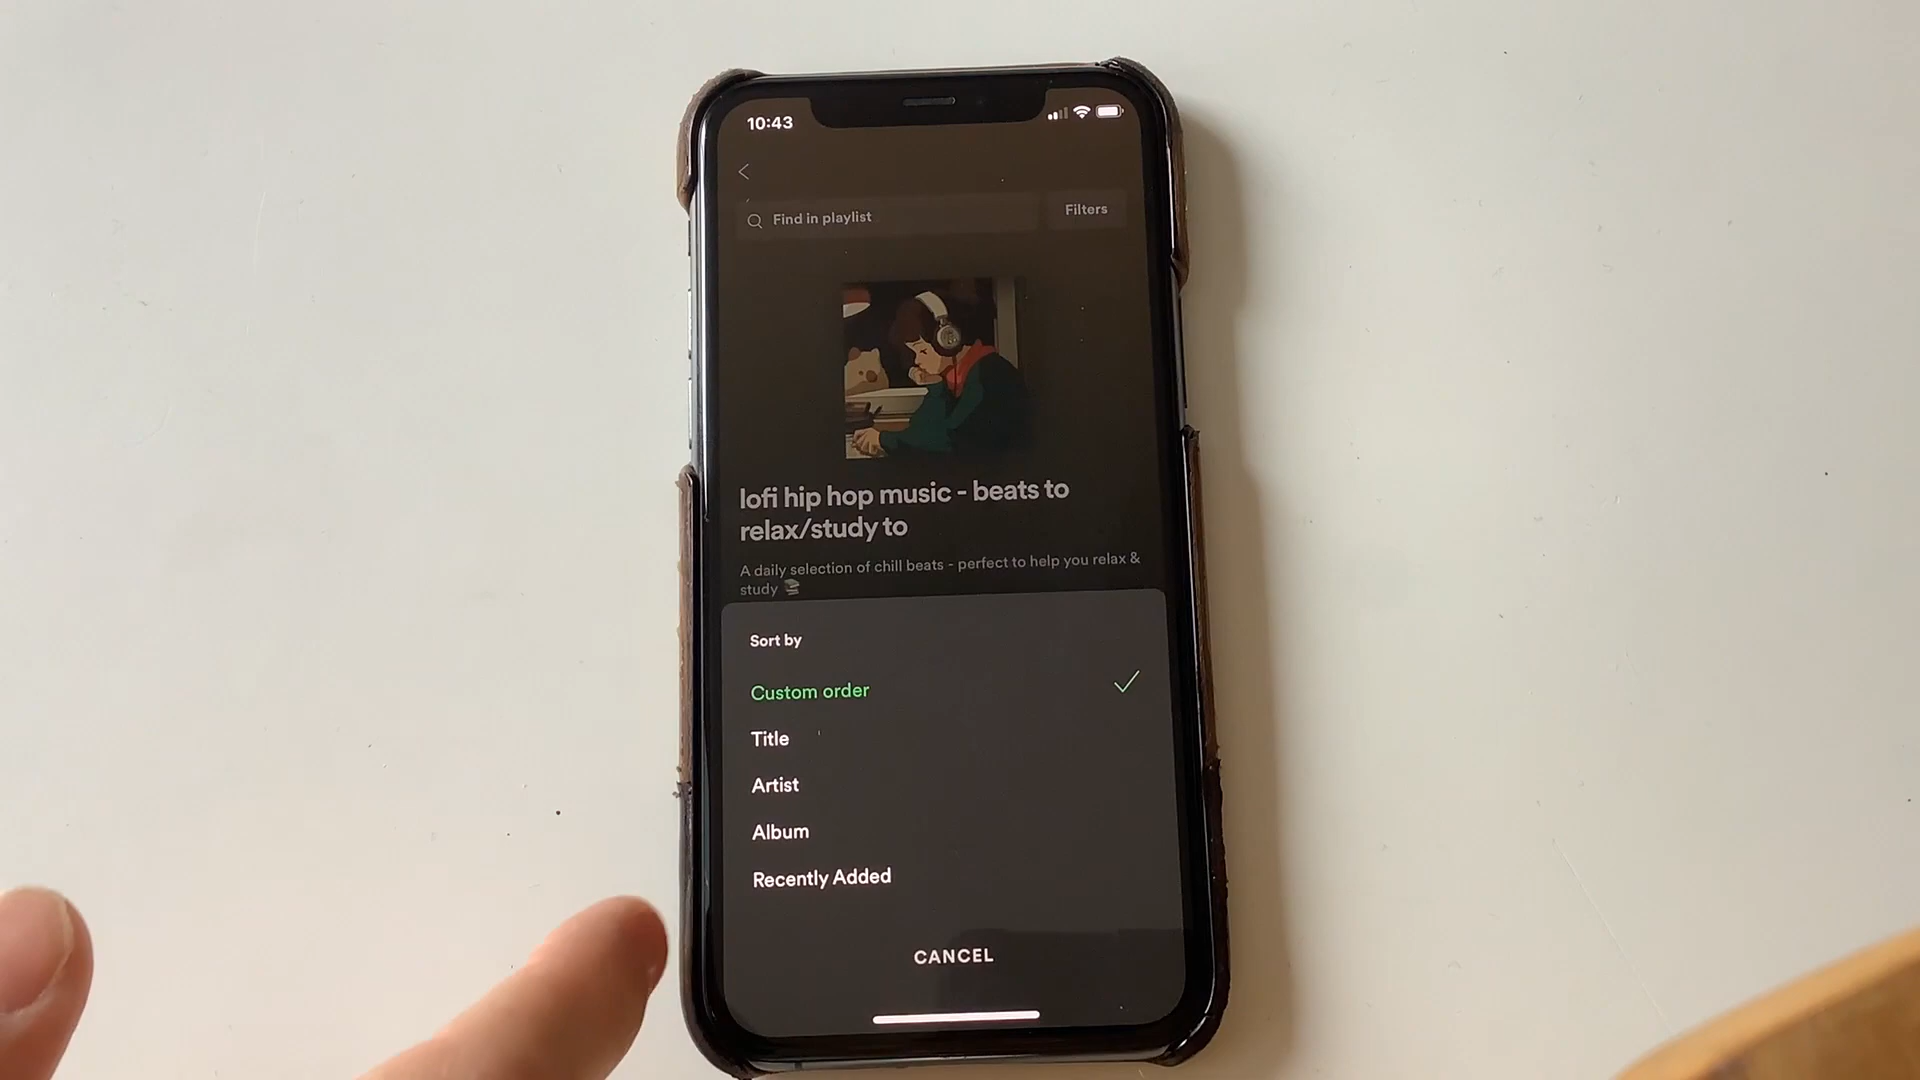 10:43
Find in playlist
Filters
lofi hip hop music - beats to
relax/study to
A daily selection of chill beats - perfect to help you relax &
study 📚
Sort by
Custom order
Title
Artist
Album
Recently Added
CANCEL